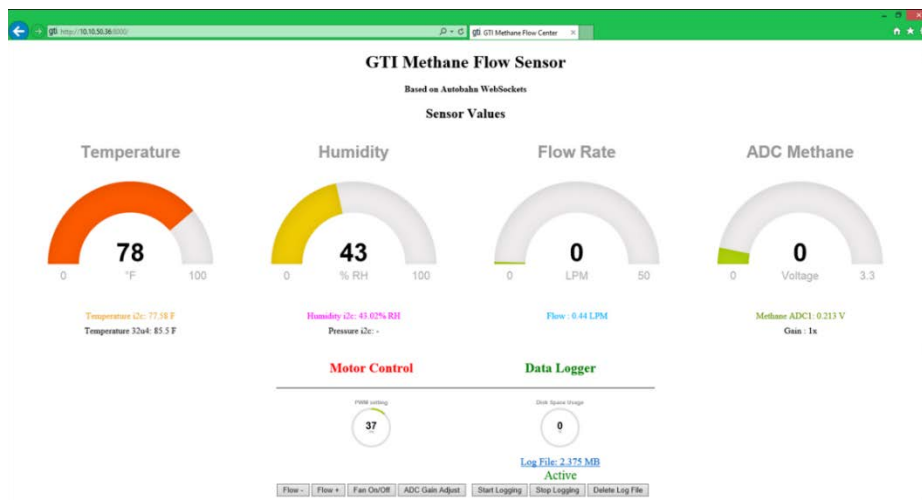 gti http://10.10.50.36:8000/
gti GTI Methane Flow Center
GTI Methane Flow Sensor
Based on Autobahn WebSockets
Sensor Values
Temperature Humidity Flow Rate ADC Methane
78 43 0 0
0 °F 100 0 % RH 100 0 LPM 50 0 Voltage 3.3
Temperature i2c: 77.58 F Humidity i2c: 43.02% RH Flow : 0.44 LPM Methane ADC1: 0.213 V
Temperature 32u4: 85.5 F Pressure i2c: - Gain : 1x
Motor Control Data Logger
PWM setting Disk Space Usage
37 0
Log File: 2.375 MB
Active
Flow - Flow + Fan On/Off ADC Gain Adjust Start Logging Stop Logging Delete Log File